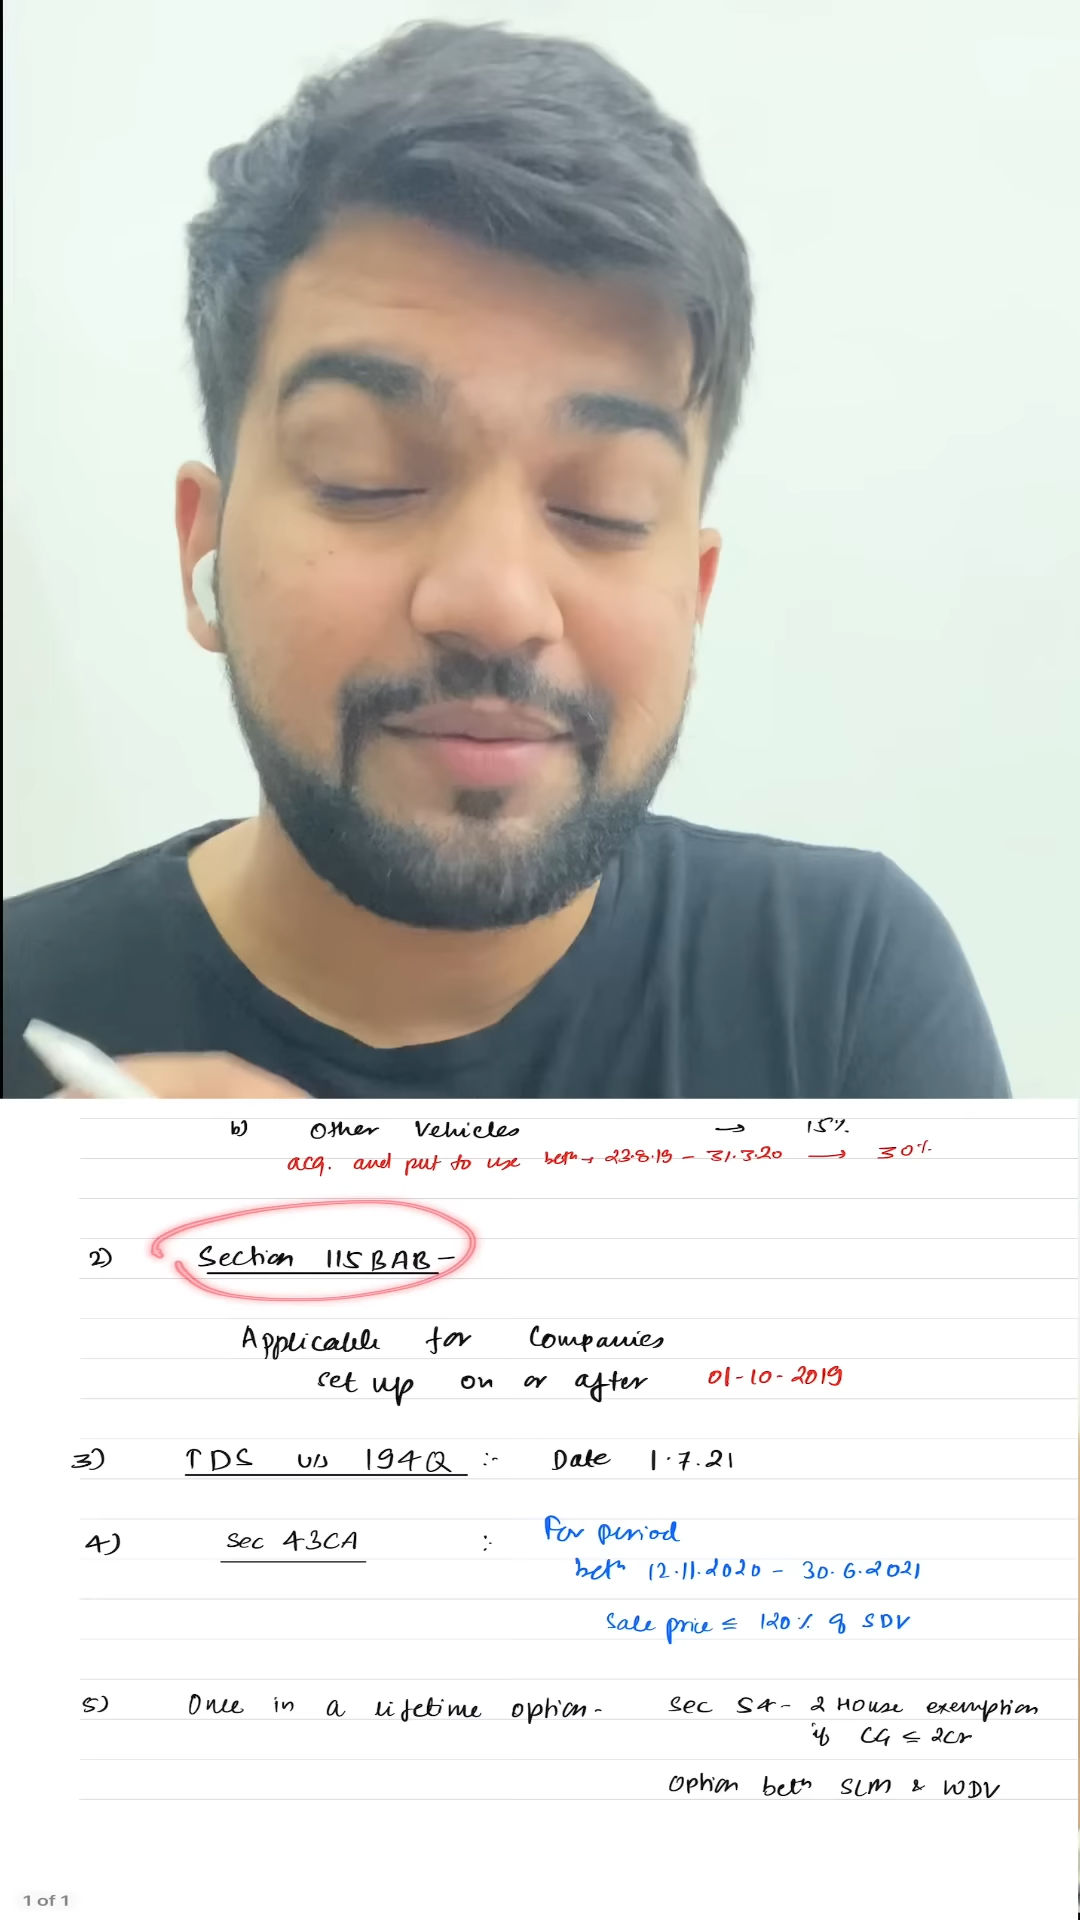 b) Other Vehicles → 15%
acq. and put to use betn → 23.8.19 - 31.3.20 → 30%
2) Section 115BAB -
Applicable for Companies
set up on or after 01-10-2019
3) TDS u/s 194Q :- Date 1.7.21
4) Sec 43CA : For period
betn 12.11.2020 - 30.6.2021
Sale price ≤ 120% of SDV
5) Once in a lifetime option - Sec 54 - 2 House exemption
if CG ≤ 2cr
Option betn SLM & WDV
1 of 1